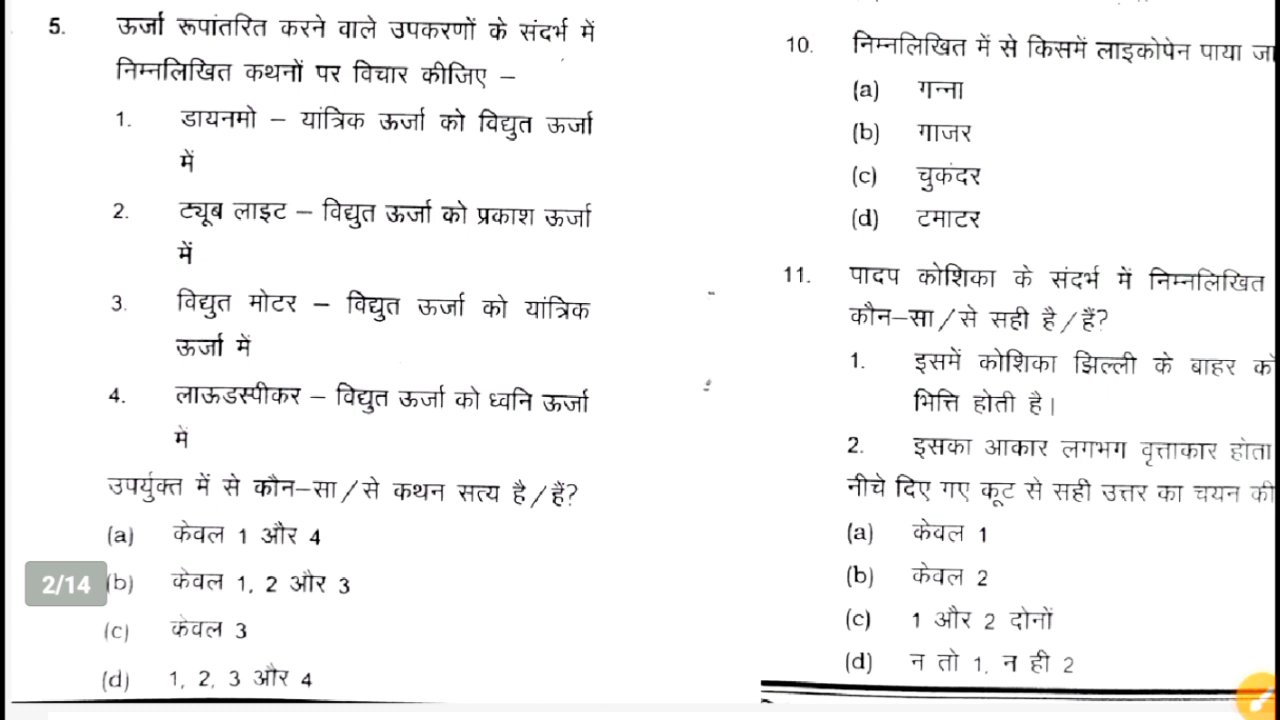 5. ऊर्जा रूपांतरित करने वाले उपकरणों के संदर्भ में
निम्नलिखित कथनों पर विचार कीजिए –
1. डायनमो – यांत्रिक ऊर्जा को विद्युत ऊर्जा
में
2. ट्यूब लाइट – विद्युत ऊर्जा को प्रकाश ऊर्जा
में
3. विद्युत मोटर – विद्युत ऊर्जा को यांत्रिक
ऊर्जा में
4. लाऊडस्पीकर – विद्युत ऊर्जा को ध्वनि ऊर्जा
में
उपर्युक्त में से कौन–सा/से कथन सत्य है/हैं?
(a) केवल 1 और 4
(b) केवल 1, 2 और 3
(c) केवल 3
(d) 1, 2, 3 और 4
2/14
10. निम्नलिखित में से किसमें लाइकोपेन पाया
(a) गन्ना
(b) गाजर
(c) चुकंदर
(d) टमाटर
11. पादप कोशिका के संदर्भ में निम्नलिखित
कौन–सा/से सही है/हैं?
1. इसमें कोशिका झिल्ली के बाहर
भित्ति होती है।
2. इसका आकार लगभग वृत्ताकार होता
नीचे दिए गए कूट से सही उत्तर का चयन
(a) केवल 1
(b) केवल 2
(c) 1 और 2 दोनों
(d) न तो 1, न ही 2